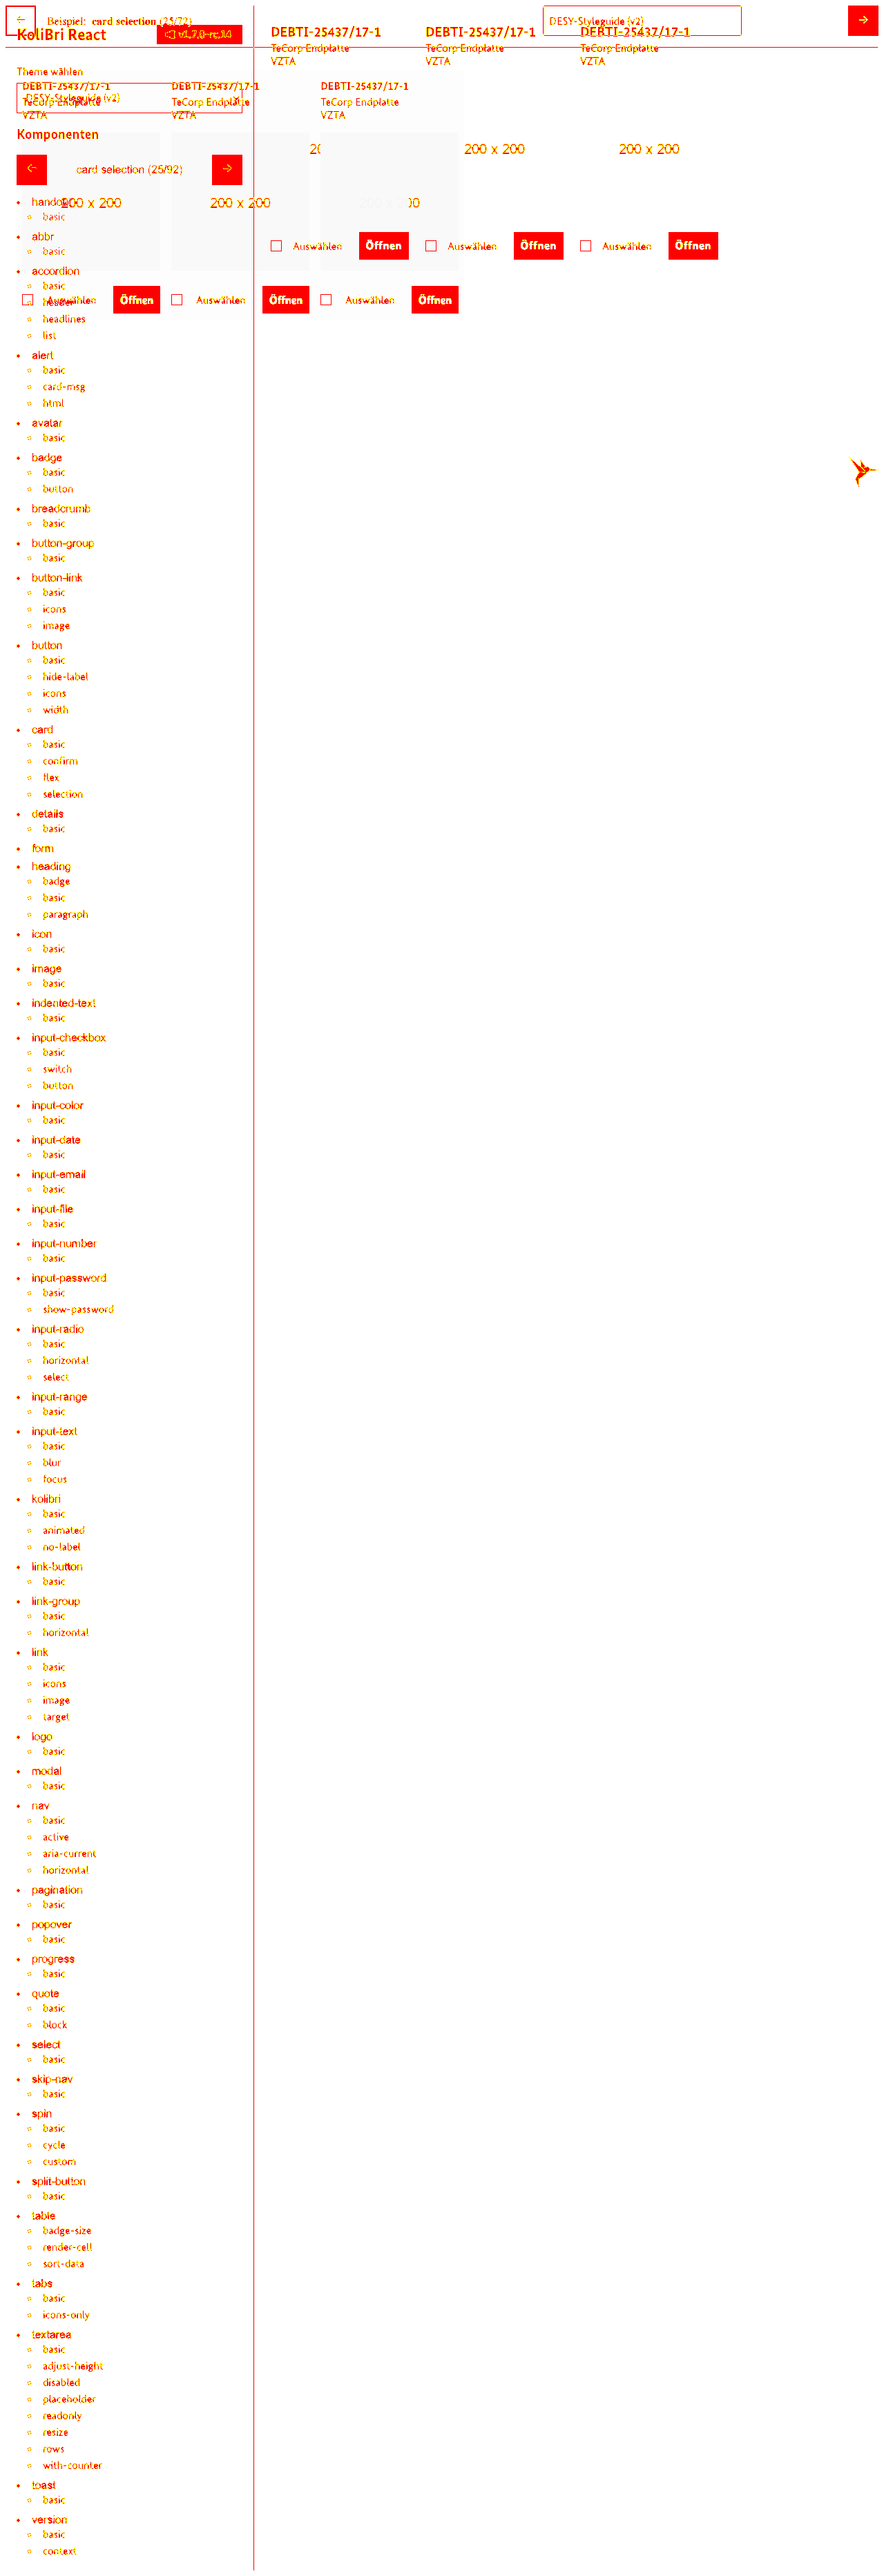 Beispiel: card selection (25/72)
DESY-Styleguide (v2)
KoliBri React
DEBTI-25437/17-1
DEBTI-25437/17-1
DEBTI-25437/17-1
TeCorp Endplatte
TeCorp Endplatte
TeCorp Endplatte
VZTA
VZTA
VZTA
Theme wählen
DEBTI-25437/17-1
DEBTI-25437/17-1
DEBTI-25437/17-1
DESY-Styleguide (v2)
TeCorp Endplatte
TeCorp Endplatte
TeCorp Endplatte
VZTA
VZTA
VZTA
Komponenten
200 x 200
200 x 200
card selection (25/92)
handout
200 x 200
200 x 200
basic
abbr
Auswählen
Öffnen
Auswählen
Öffnen
Auswählen
Öffnen
basic
accordion
basic
header
Auswählen
Öffnen
Auswählen
Öffnen
Auswählen
Öffnen
headlines
list
alert
basic
card-msg
html
avatar
basic
badge
basic
button
breadcrumb
basic
button-group
basic
button-link
basic
icons
image
button
basic
hide-label
icons
width
card
basic
confirm
flex
selection
details
basic
form
heading
badge
basic
paragraph
icon
basic
image
basic
indented-text
basic
input-checkbox
basic
switch
button
input-color
basic
input-date
basic
input-email
basic
input-file
basic
input-number
basic
input-password
basic
show-password
input-radio
basic
horizontal
select
input-range
basic
input-text
basic
blur
focus
kolibri
basic
animated
no-label
link-button
basic
link-group
basic
horizontal
link
basic
icons
image
target
logo
basic
modal
basic
nav
basic
active
aria-current
horizontal
pagination
basic
popover
basic
progress
basic
quote
basic
block
select
basic
skip-nav
basic
spin
basic
cycle
custom
split-button
basic
table
badge-size
render-cell
sort-data
tabs
basic
icons-only
textarea
basic
adjust-height
disabled
placeholder
readonly
resize
rows
with-counter
toast
basic
version
basic
context